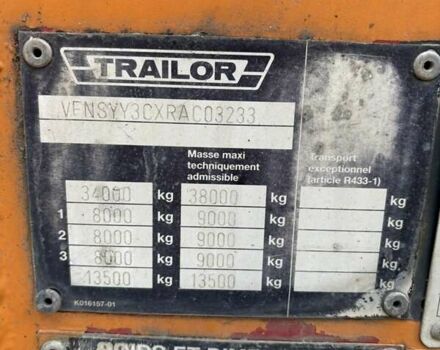 TRAILOR
VFNSYY3CXRAC03233
Masse maxi
techniquement
admissible
Transport
exceptionnel
(article R433-1)
34000 kg 38000 kg kg
1 8000 kg 9000 kg kg
2 8000 kg 9000 kg kg
3 8000 kg 9000 kg kg
13500 kg 13500 kg kg
K016157-01